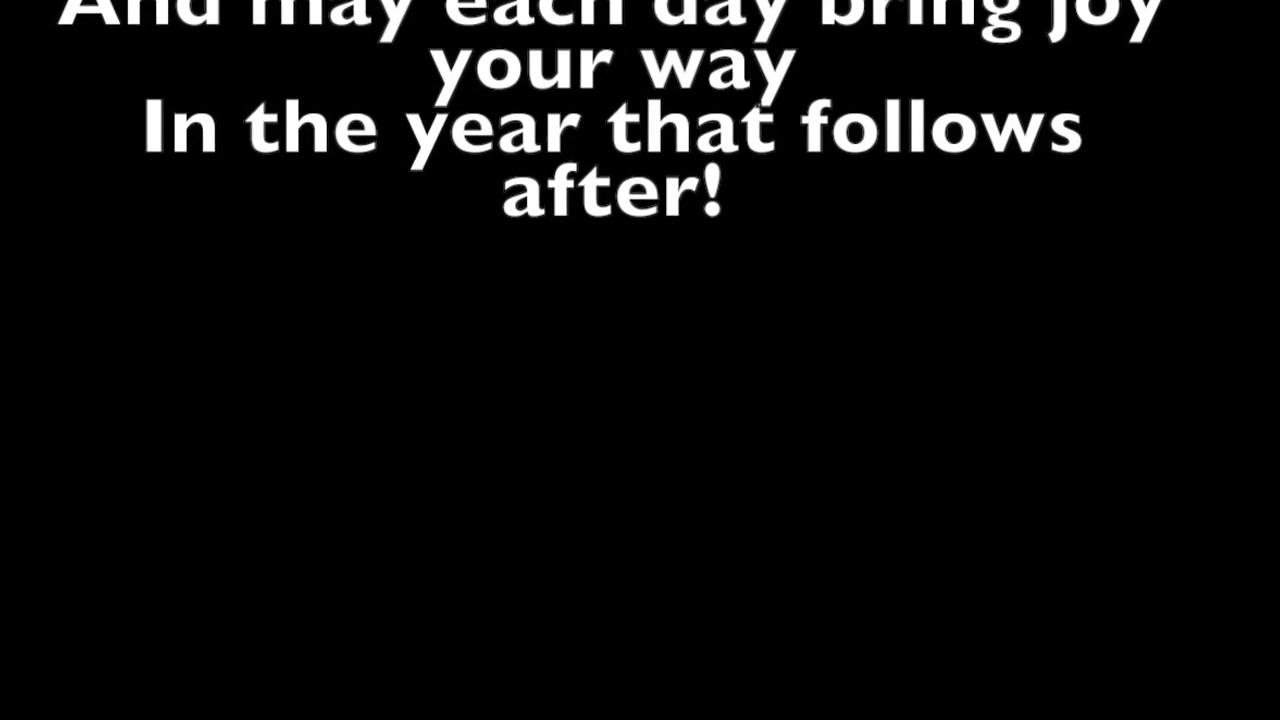 And may each day bring joy
your way
In the year that follows
after!